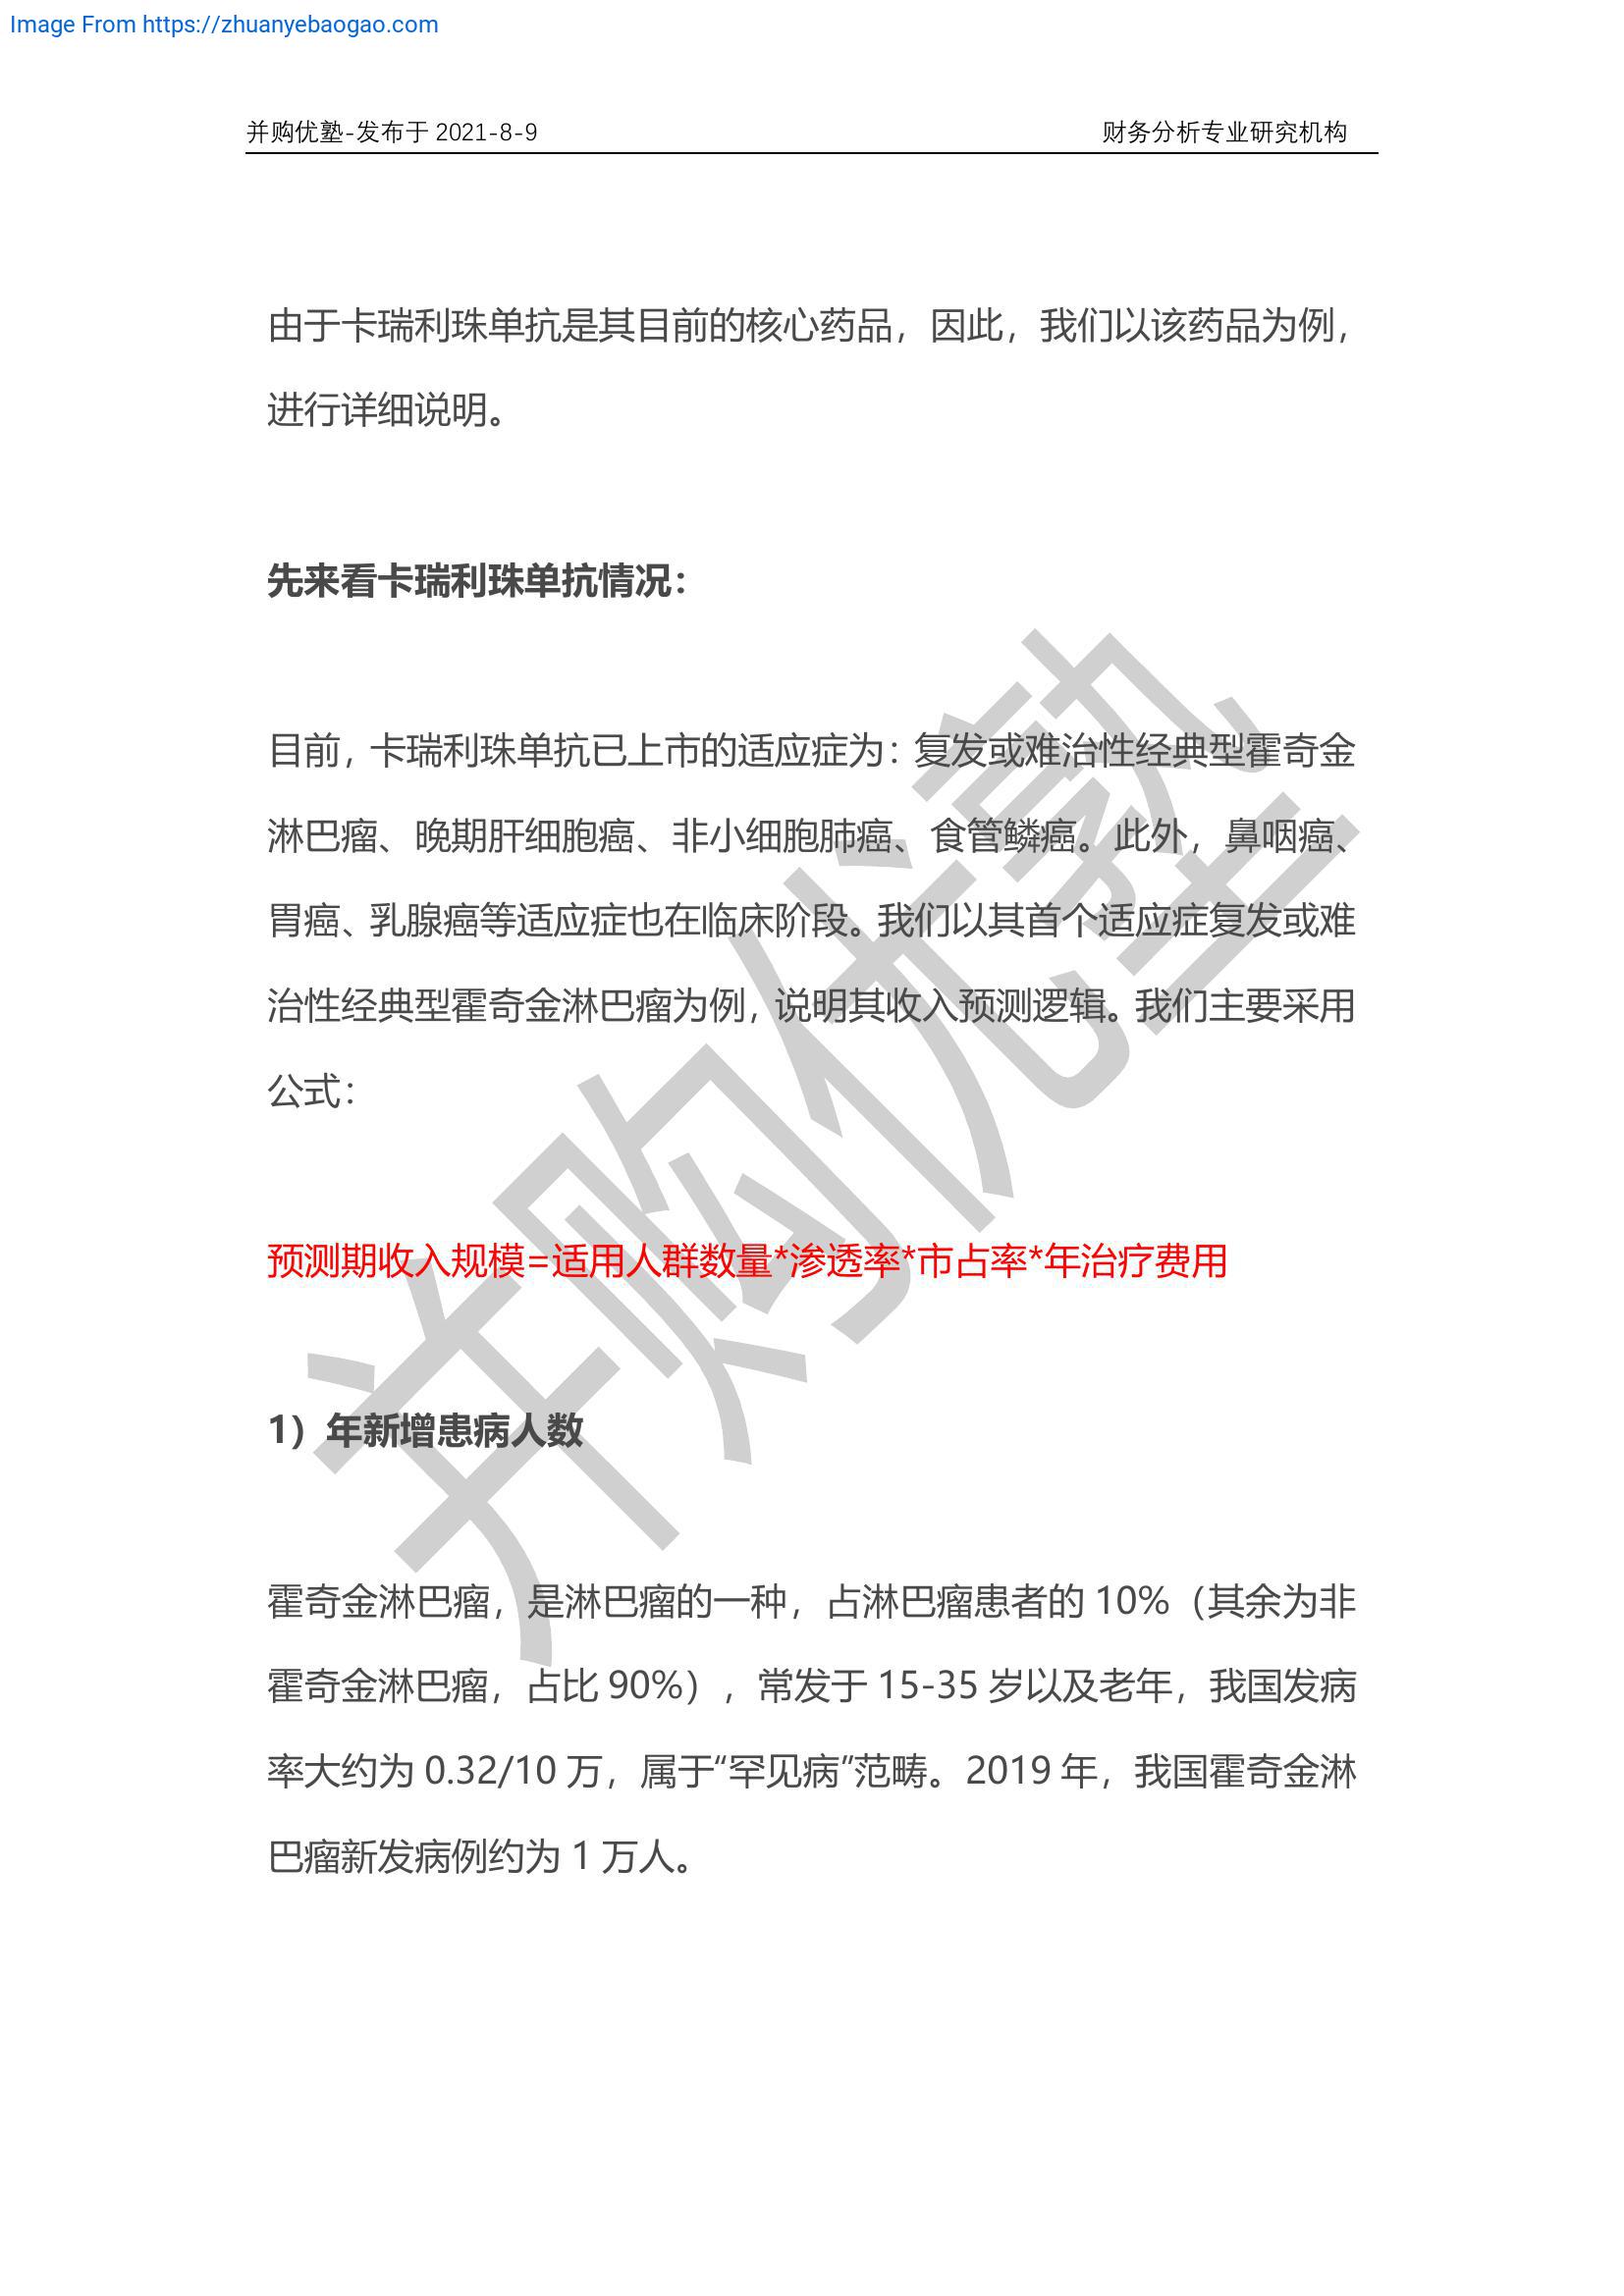 Image From https://zhuanyebaogao.com
并购优塾-发布于 2021-8-9 财务分析专业研究机构
由于卡瑞利珠单抗是其目前的核心药品，因此，我们以该药品为例，
进行详细说明。
先来看卡瑞利珠单抗情况：
目前，卡瑞利珠单抗已上市的适应症为：复发或难治性经典型霍奇金
淋巴瘤、晚期肝细胞癌、非小细胞肺癌、食管鳞癌。此外，鼻咽癌、
胃癌、乳腺癌等适应症也在临床阶段。我们以其首个适应症复发或难
治性经典型霍奇金淋巴瘤为例，说明其收入预测逻辑。我们主要采用
公式：
预测期收入规模=适用人群数量*渗透率*市占率*年治疗费用
1）年新增患病人数
霍奇金淋巴瘤，是淋巴瘤的一种，占淋巴瘤患者的 10%（其余为非
霍奇金淋巴瘤，占比 90%），常发于 15-35 岁以及老年，我国发病
率大约为 0.32/10 万，属于“罕见病”范畴。2019 年，我国霍奇金淋
巴瘤新发病例约为 1 万人。
并购优塾